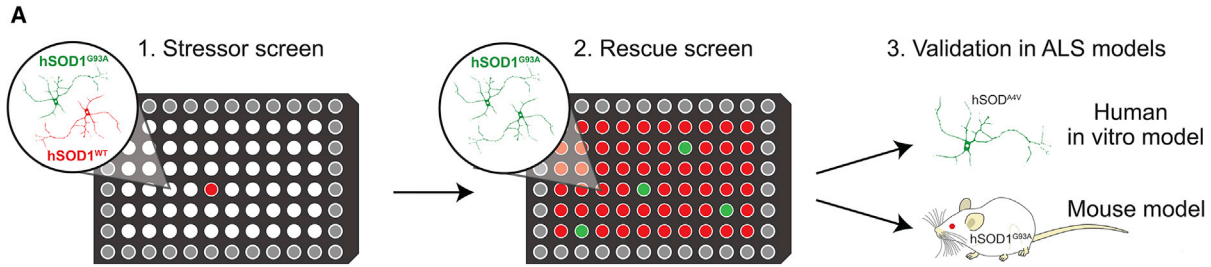 A
1. Stressor screen
hSOD1G93A
hSOD1WT
2. Rescue screen
hSOD1G93A
3. Validation in ALS models
hSODA4V
Human
in vitro model
Mouse model
hSOD1G93A